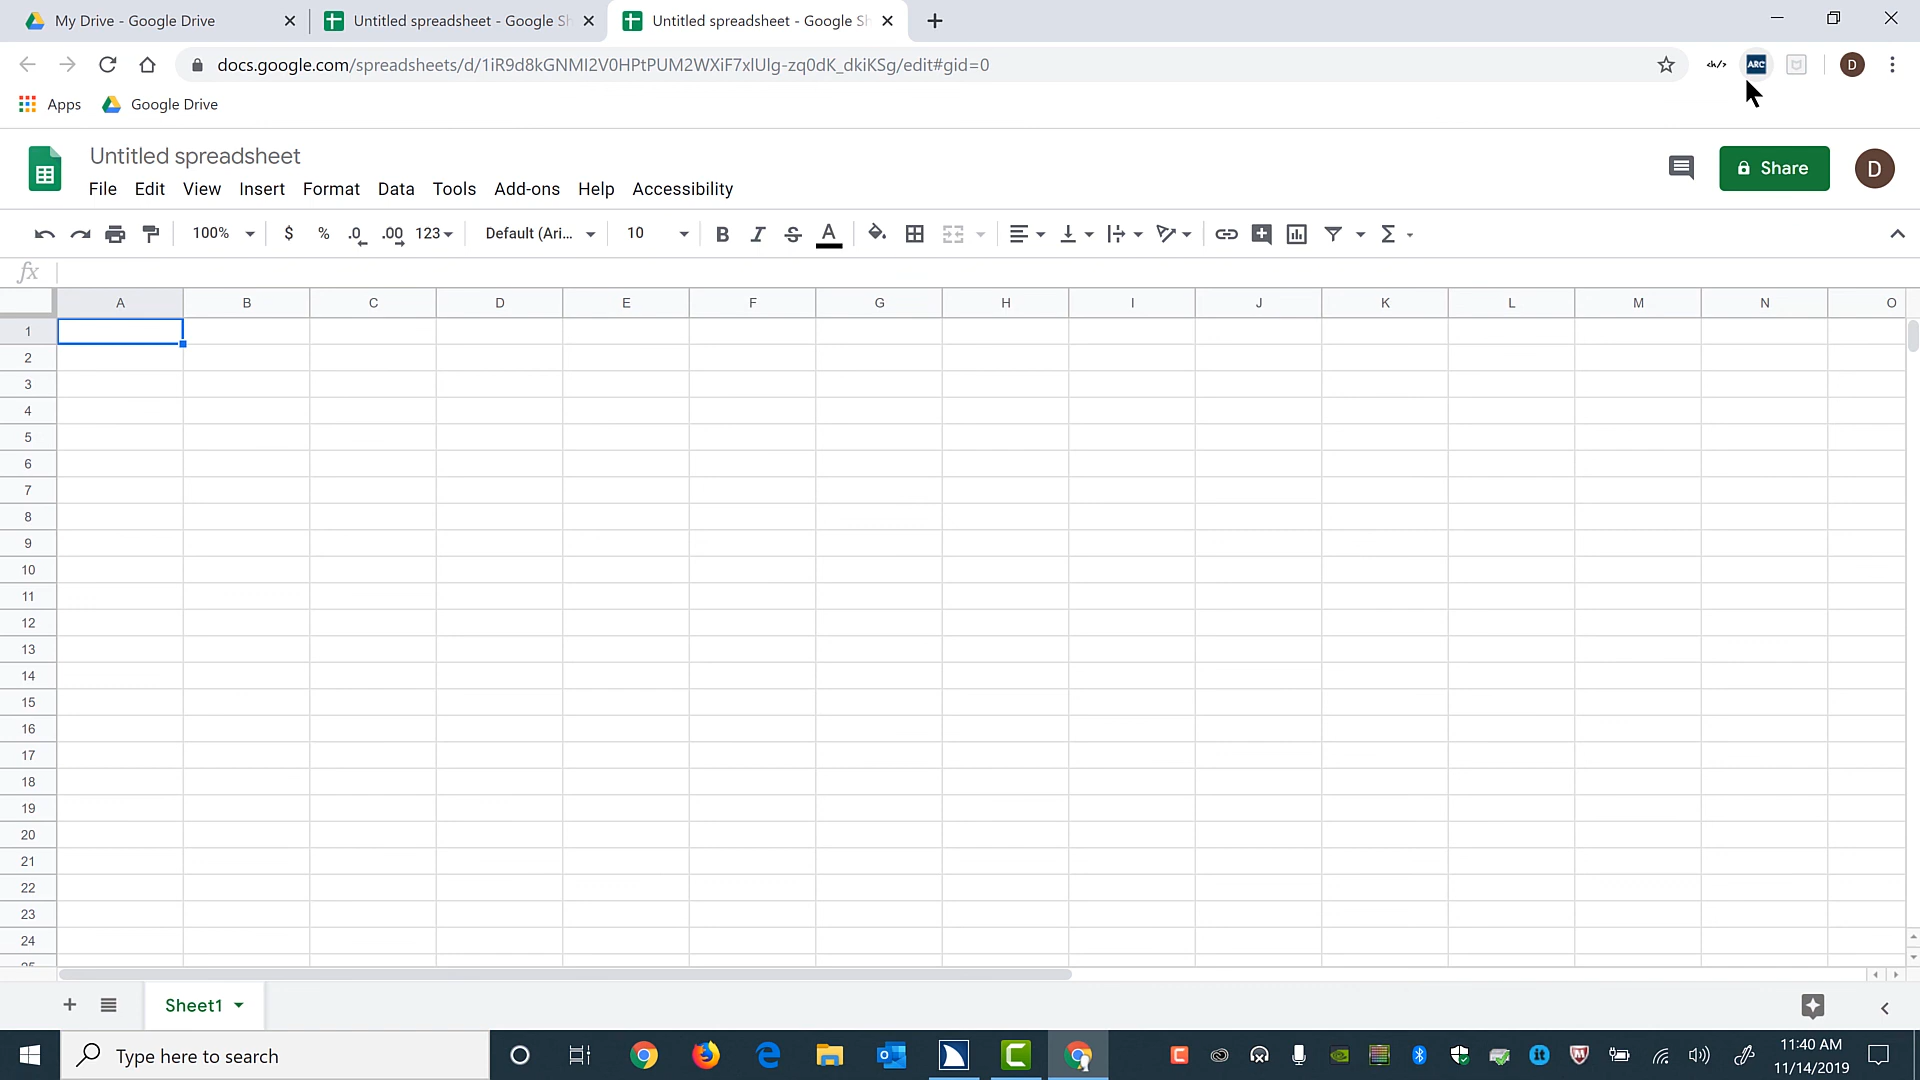 My Drive - Google Drive
Untitled spreadsheet - Google Sh
Untitled spreadsheet - Google Sh
docs.google.com/spreadsheets/d/1iR9d8kGNMI2V0HPtPUM2WXiF7xlUlg-zq0dK_dkiKSg/edit#gid=0
ARC
D
Apps
Google Drive
Untitled spreadsheet
Share
D
File Edit View Insert Format Data Tools Add-ons Help Accessibility
100% $ % .0 .00 123 Default (Ari... 10 B I S A Σ
fx
A B C D E F G H I J K L M N O
1
2
3
4
5
6
7
8
9
10
11
12
13
14
15
16
17
18
19
20
21
22
23
24
25
Sheet1
Type here to search
11:40 AM
11/14/2019